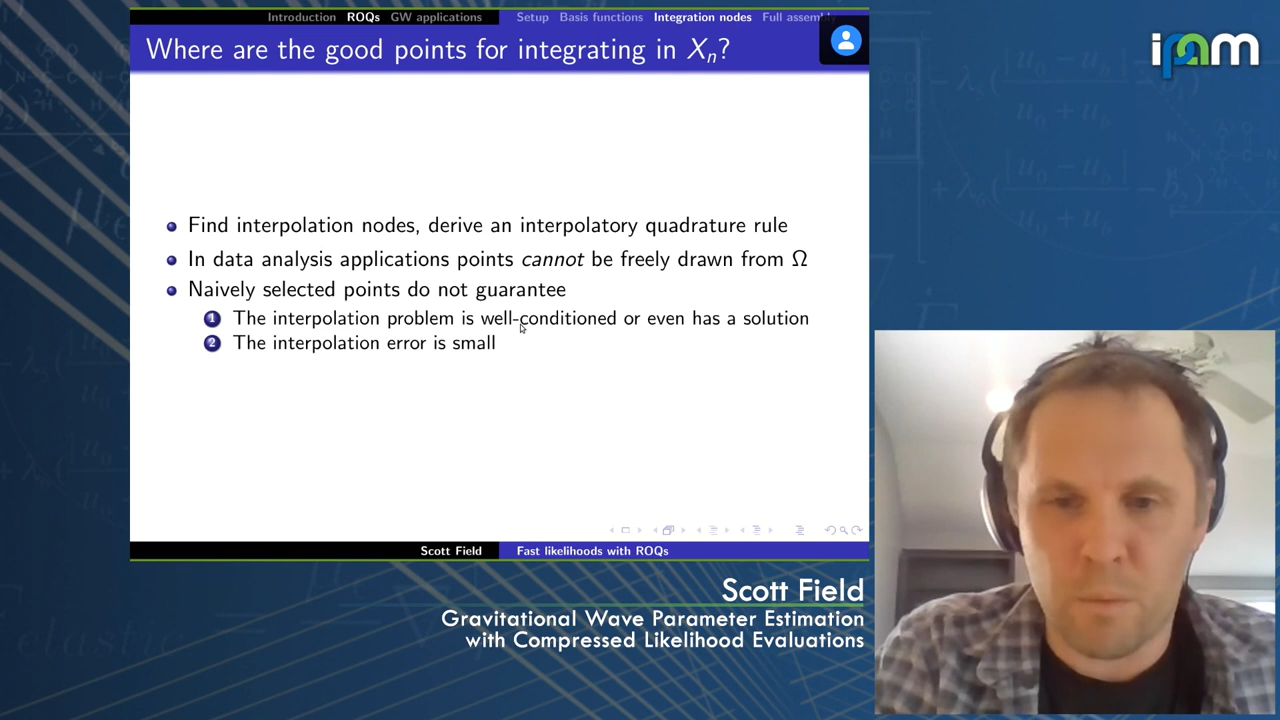 Introduction ROQs GW applications Setup Basis functions Integration nodes Full assembly
Where are the good points for integrating in Xn?
Find interpolation nodes, derive an interpolatory quadrature rule
In data analysis applications points cannot be freely drawn from Ω
Naively selected points do not guarantee
1 The interpolation problem is well-conditioned or even has a solution
2 The interpolation error is small
Scott Field Fast likelihoods with ROQs
ipam
Scott Field
Gravitational Wave Parameter Estimation
with Compressed Likelihood Evaluations
elastic